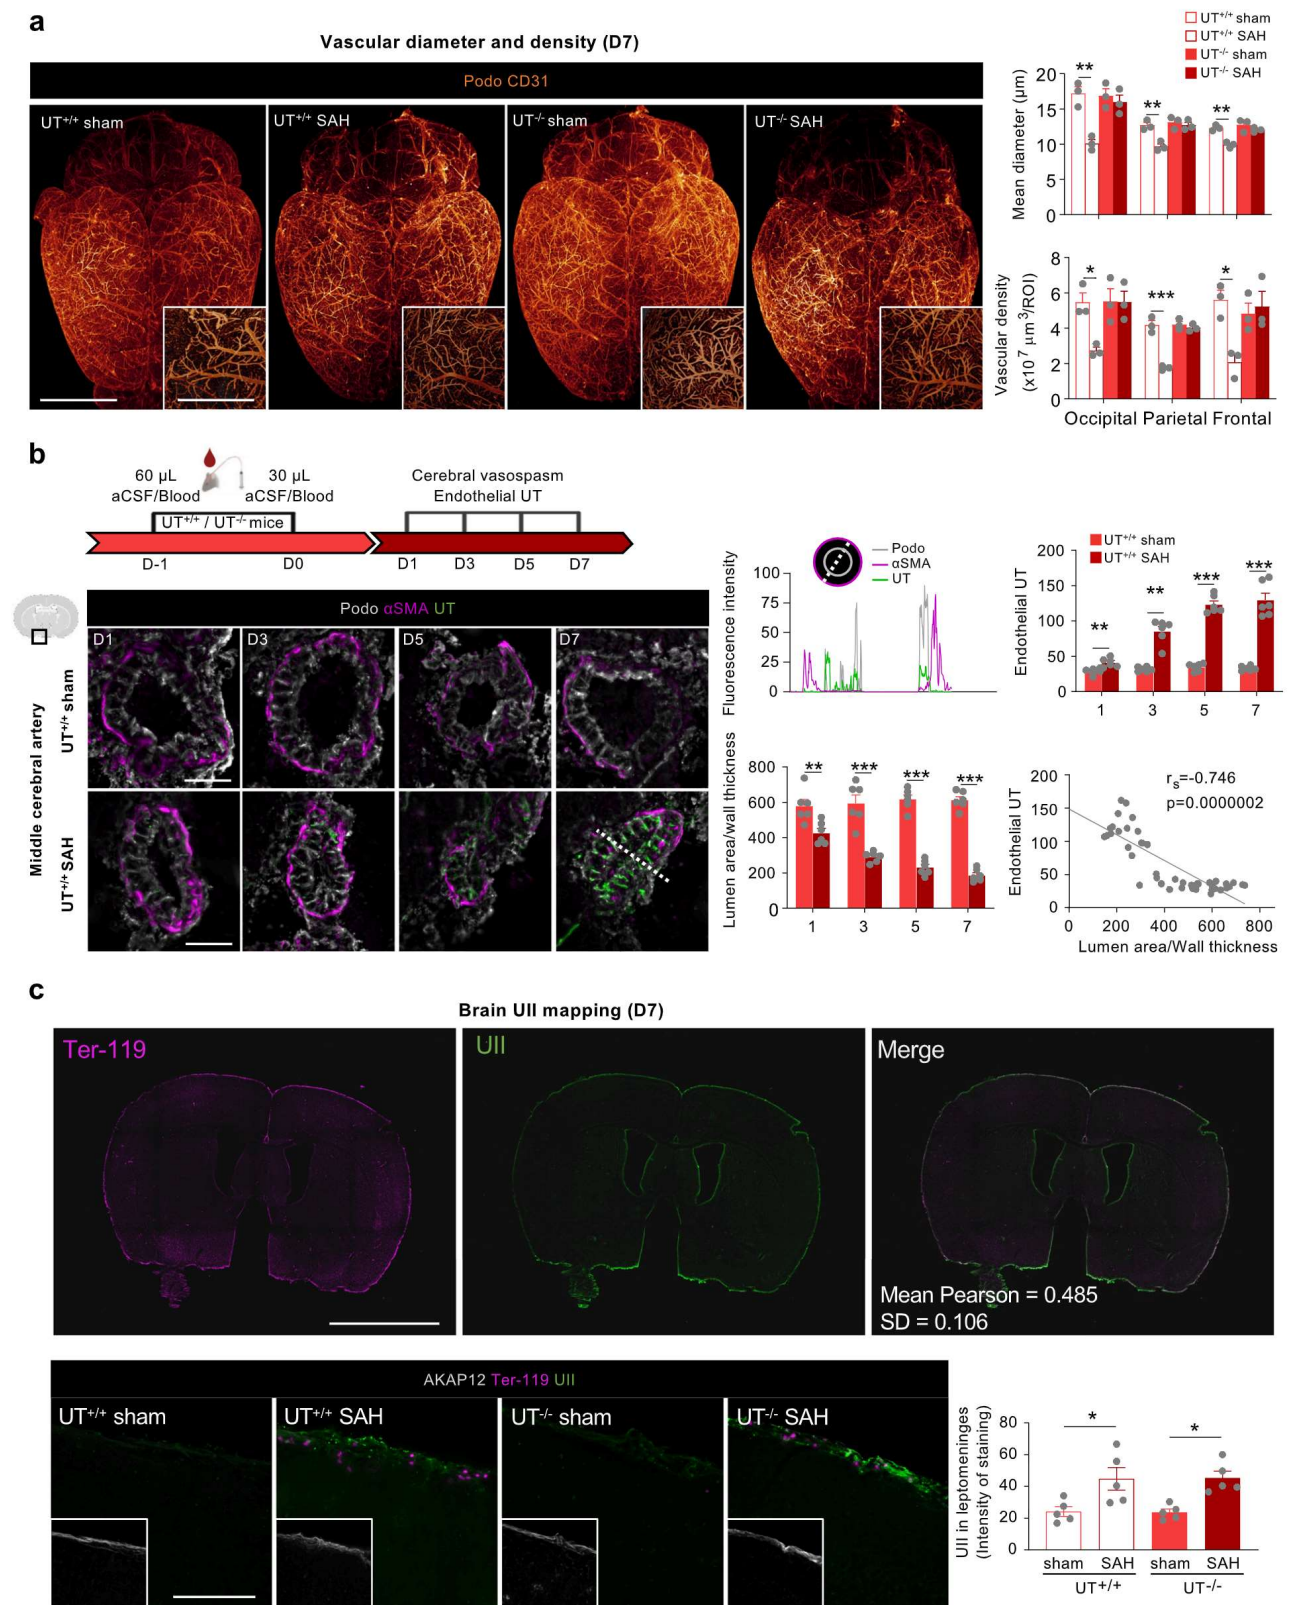 a
Vascular diameter and density (D7)
Podo CD31
UT+/+ sham
UT+/+ SAH
UT-/- sham
UT-/- SAH
UT+/+ sham
UT+/+ SAH
UT-/- sham
UT-/- SAH
Mean diameter (µm)
20
15
10
5
0
**
**
**
Vascular density
(x10⁷ µm³/ROI)
8
6
4
2
0
*
***
*
Occipital Parietal Frontal
b
60 µL
aCSF/Blood
30 µL
aCSF/Blood
UT+/+ / UT-/- mice
D-1
D0
Cerebral vasospasm
Endothelial UT
D1
D3
D5
D7
Podo αSMA UT
D1
D3
D5
D7
Middle cerebral artery
UT+/+ sham
UT+/+ SAH
Fluorescence intensity
100
75
50
25
0
Podo
αSMA
UT
Endothelial UT
200
150
100
50
0
UT+/+ sham
UT+/+ SAH
**
**
***
***
1 3 5 7
Lumen area/wall thickness
800
600
400
200
0
**
***
***
***
1 3 5 7
Endothelial UT
200
150
100
50
0
rs=-0.746
p=0.0000002
0 200 400 600 800
Lumen area/Wall thickness
c
Brain UII mapping (D7)
Ter-119
UII
Merge
Mean Pearson = 0.485
SD = 0.106
AKAP12 Ter-119 UII
UT+/+ sham
UT+/+ SAH
UT-/- sham
UT-/- SAH
UII in leptomeninges
(Intensity of staining)
80
60
40
20
0
*
*
sham SAH sham SAH
UT+/+ UT-/-